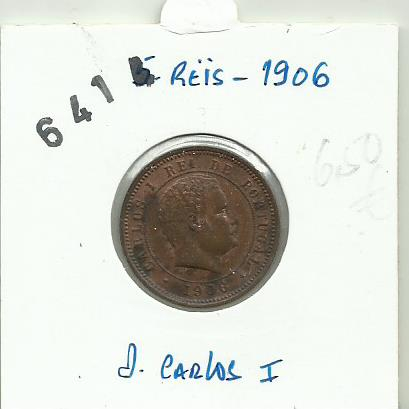 5 REIS - 1906
641
650
CARLOS I REI DE PORTUGAL
1906
D. CARLOS I